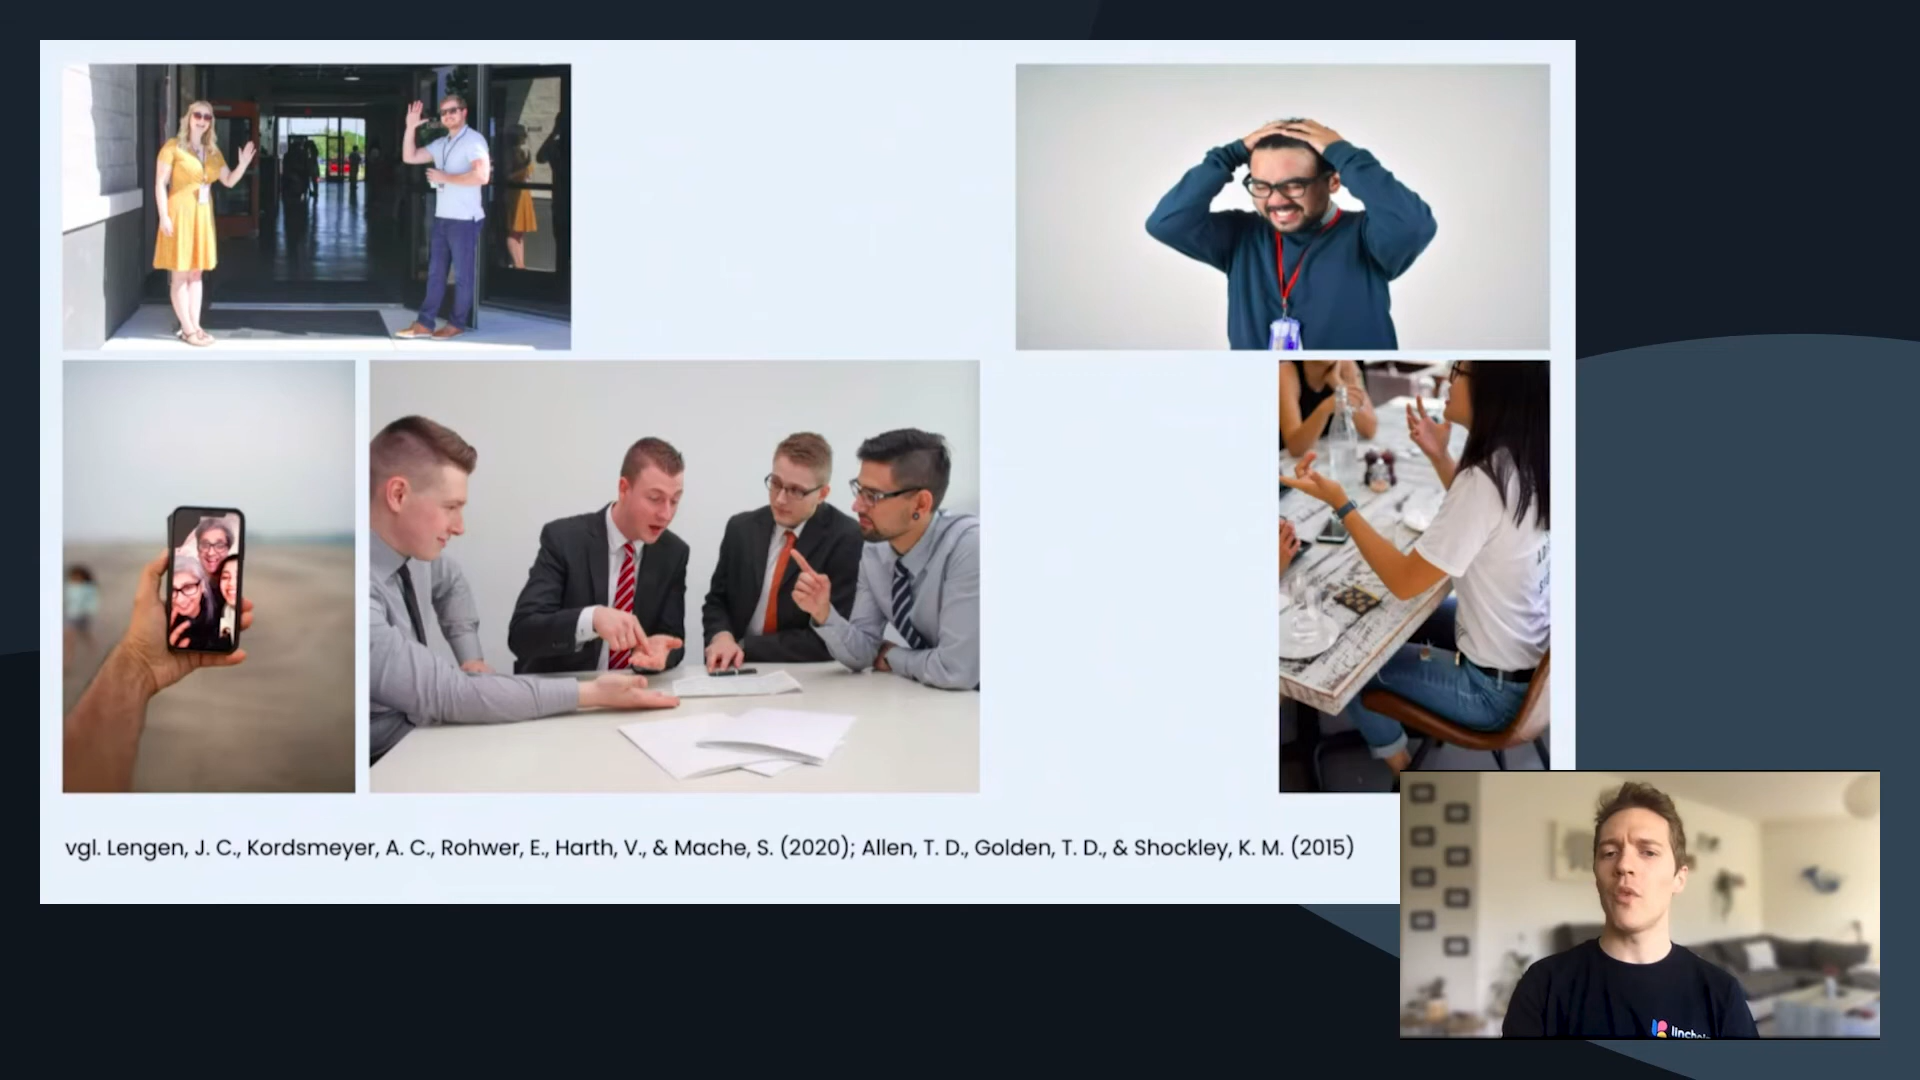 vgl. Lengen, J. C., Kordsmeyer, A. C., Rohwer, E., Harth, V., & Mache, S. (2020); Allen, T. D., Golden, T. D., & Shockley, K. M. (2015)